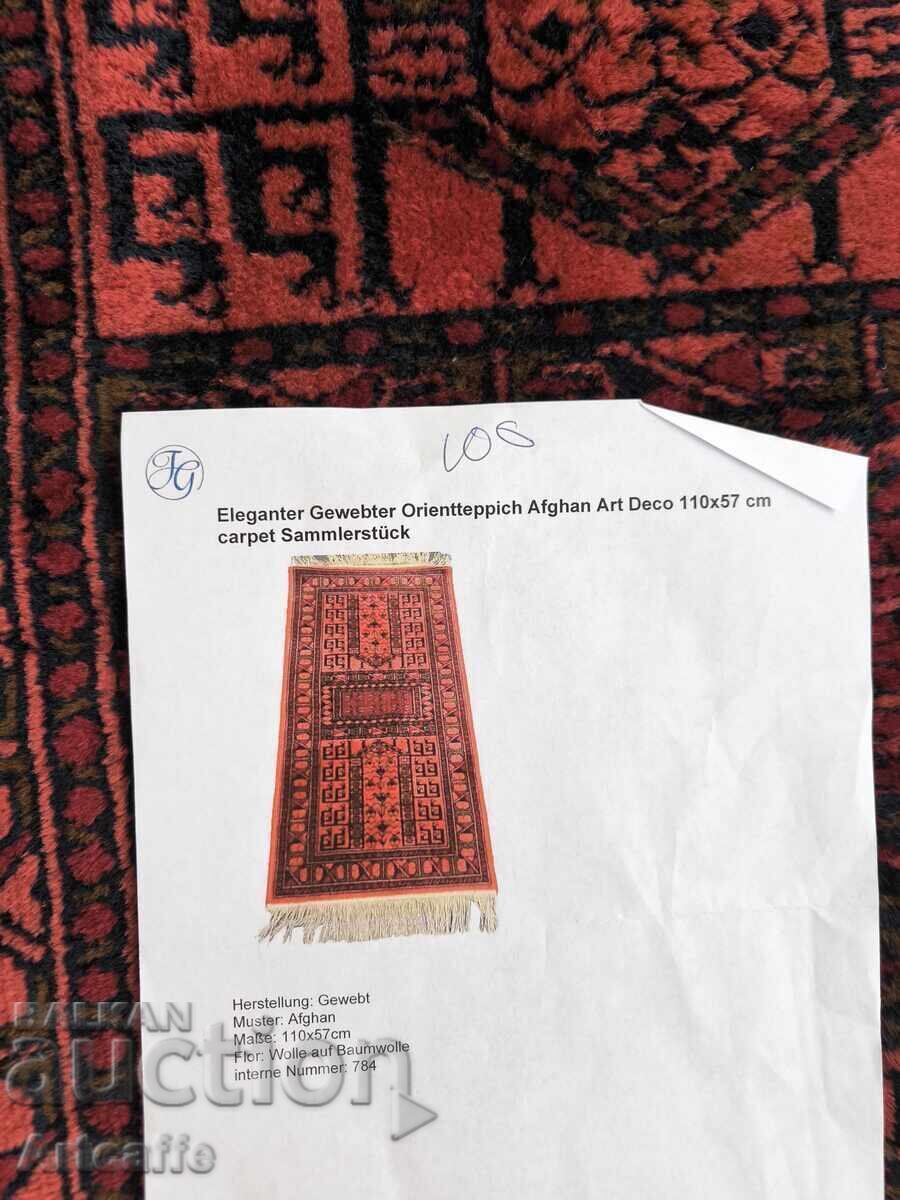 JG
Eleganter Gewebter Orientteppich Afghan Art Deco 110x57 cm
carpet Sammlerstück
Herstellung: Gewebt
Muster: Afghan
Maße: 110x57cm
Flor: Wolle auf Baumwolle
interne Nummer: 784
BALKAN
auction
Artcaffe